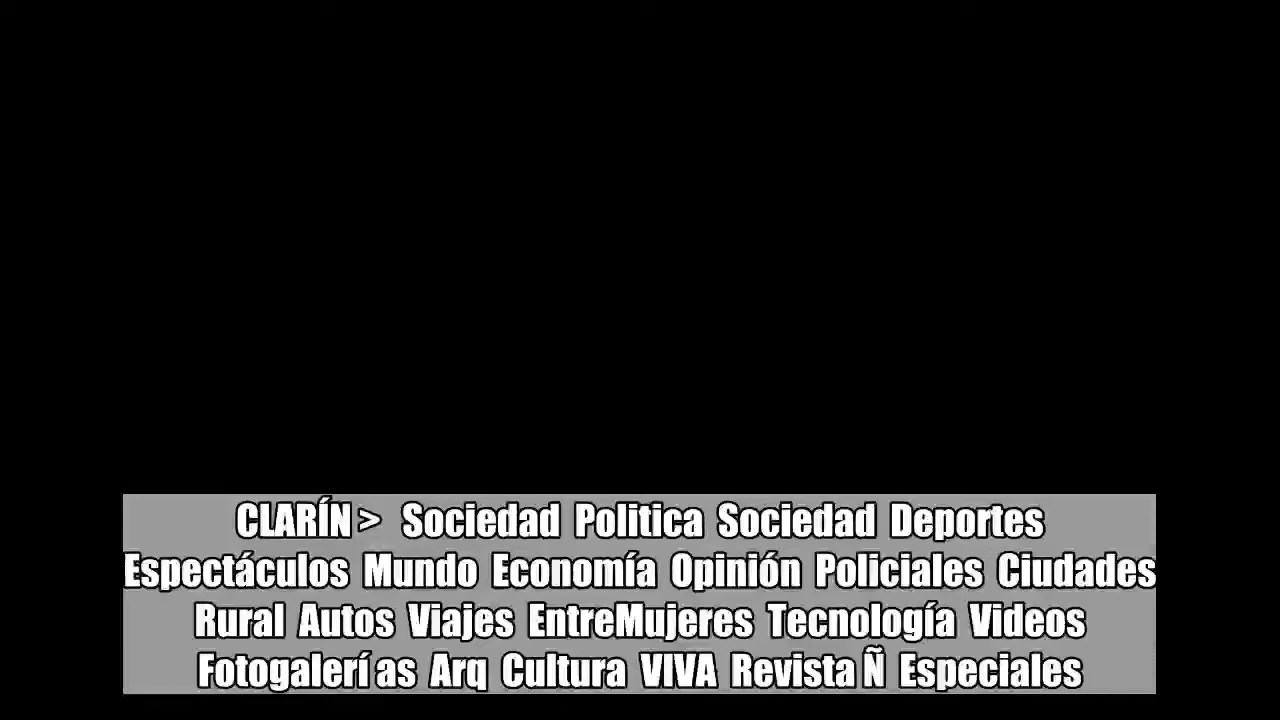 CLARÍN > Sociedad Politica Sociedad Deportes
Espectáculos Mundo Economía Opinión Policiales Ciudades
Rural Autos Viajes EntreMujeres Tecnología Videos
Fotogalerí as Arq Cultura VIVA Revista Ñ Especiales